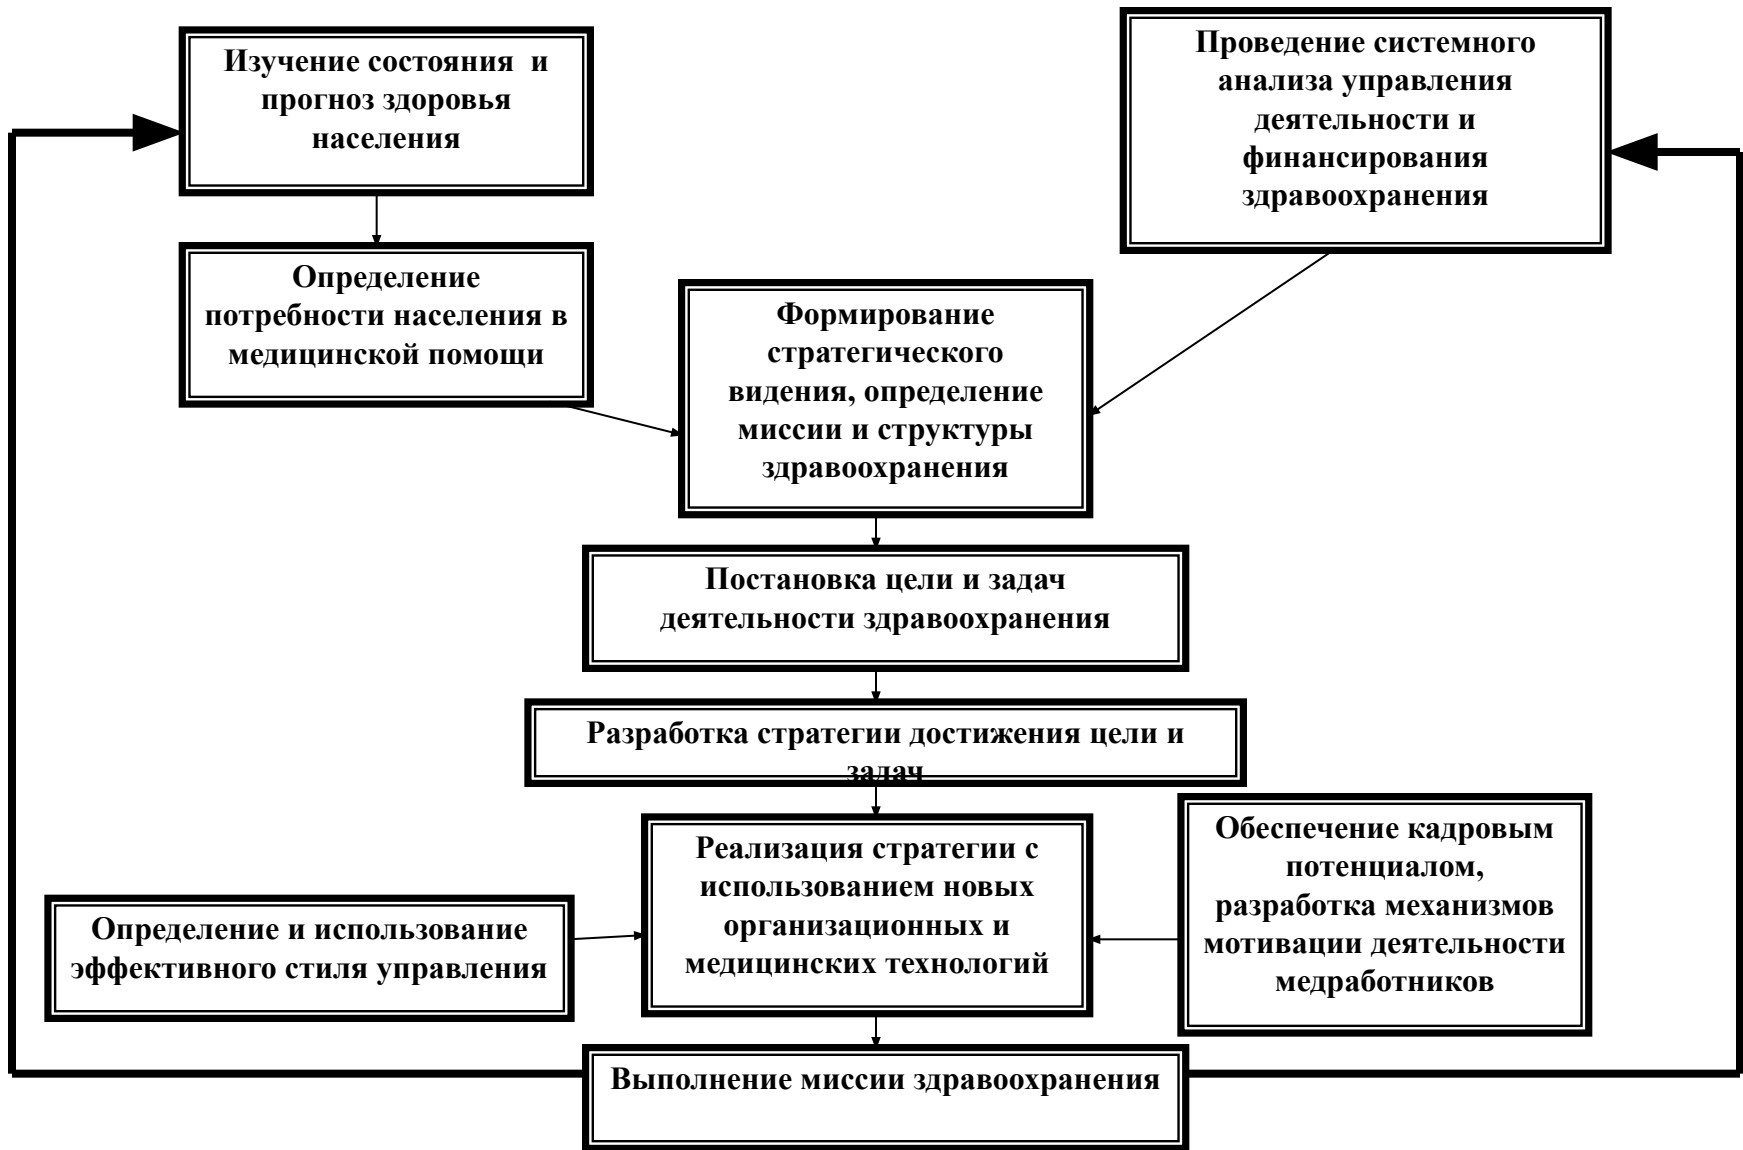 Изучение состояния и
прогноз здоровья
населения
Проведение системного
анализа управления
деятельности и
финансирования
здравоохранения
Определение
потребности населения в
медицинской помощи
Формирование
стратегического
видения, определение
миссии и структуры
здравоохранения
Постановка цели и задач
деятельности здравоохранения
Разработка стратегии достижения цели и
задач
Реализация стратегии с
использованием новых
организационных и
медицинских технологий
Обеспечение кадровым
потенциалом,
разработка механизмов
мотивации деятельности
медработников
Определение и использование
эффективного стиля управления
Выполнение миссии здравоохранения